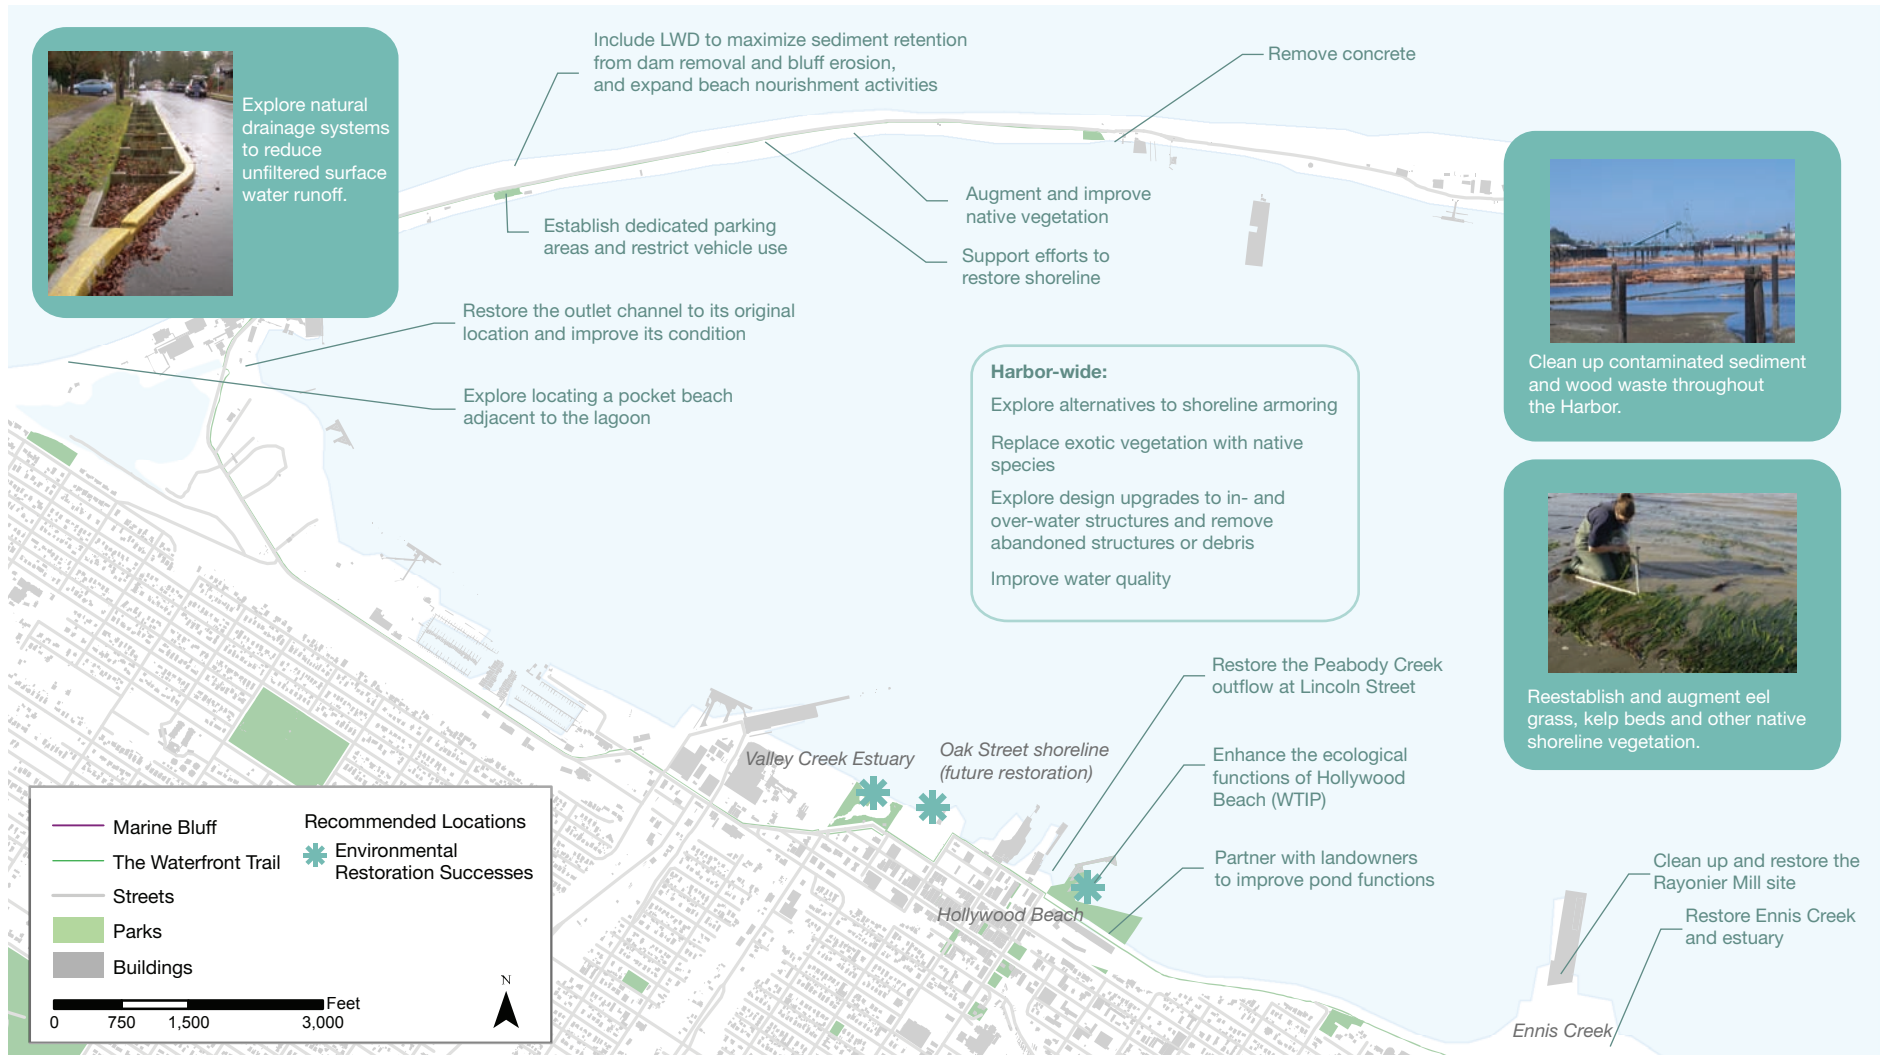 Explore natural
drainage systems
to reduce
unfiltered surface
water runoff.
Include LWD to maximize sediment retention
from dam removal and bluff erosion,
and expand beach nourishment activities
Remove concrete
Establish dedicated parking
areas and restrict vehicle use
Augment and improve
native vegetation
Support efforts to
restore shoreline
Restore the outlet channel to its original
location and improve its condition
Explore locating a pocket beach
adjacent to the lagoon
Harbor-wide:
Explore alternatives to shoreline armoring
Replace exotic vegetation with native
species
Explore design upgrades to in- and
over-water structures and remove
abandoned structures or debris
Improve water quality
Clean up contaminated sediment
and wood waste throughout
the Harbor.
Reestablish and augment eel
grass, kelp beds and other native
shoreline vegetation.
Restore the Peabody Creek
outflow at Lincoln Street
Valley Creek Estuary
Oak Street shoreline
(future restoration)
Enhance the ecological
functions of Hollywood
Beach (WTIP)
Partner with landowners
to improve pond functions
Hollywood Beach
Clean up and restore the
Rayonier Mill site
Restore Ennis Creek
and estuary
Ennis Creek
Marine Bluff
The Waterfront Trail
Streets
Parks
Buildings
Recommended Locations
Environmental
Restoration Successes
Feet
0 750 1,500 3,000
N